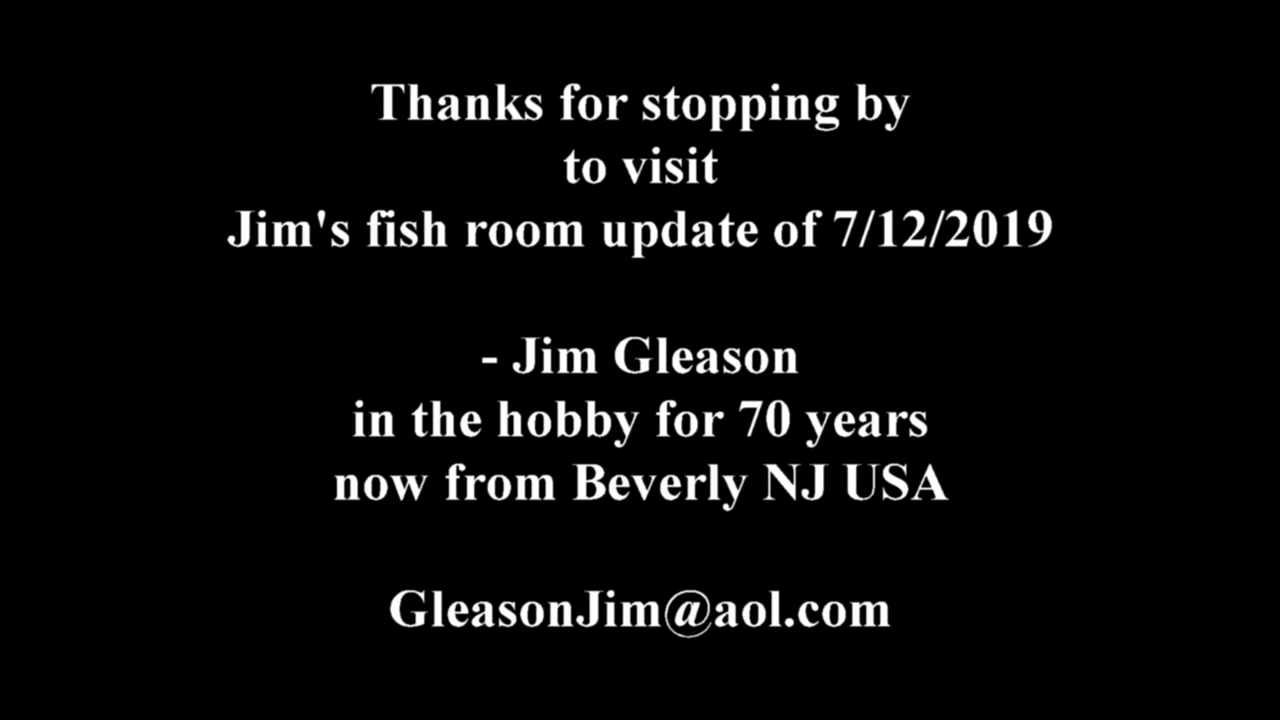 Thanks for stopping by
to visit
Jim's fish room update of 7/12/2019
- Jim Gleason
in the hobby for 70 years
now from Beverly NJ USA
GleasonJim@aol.com